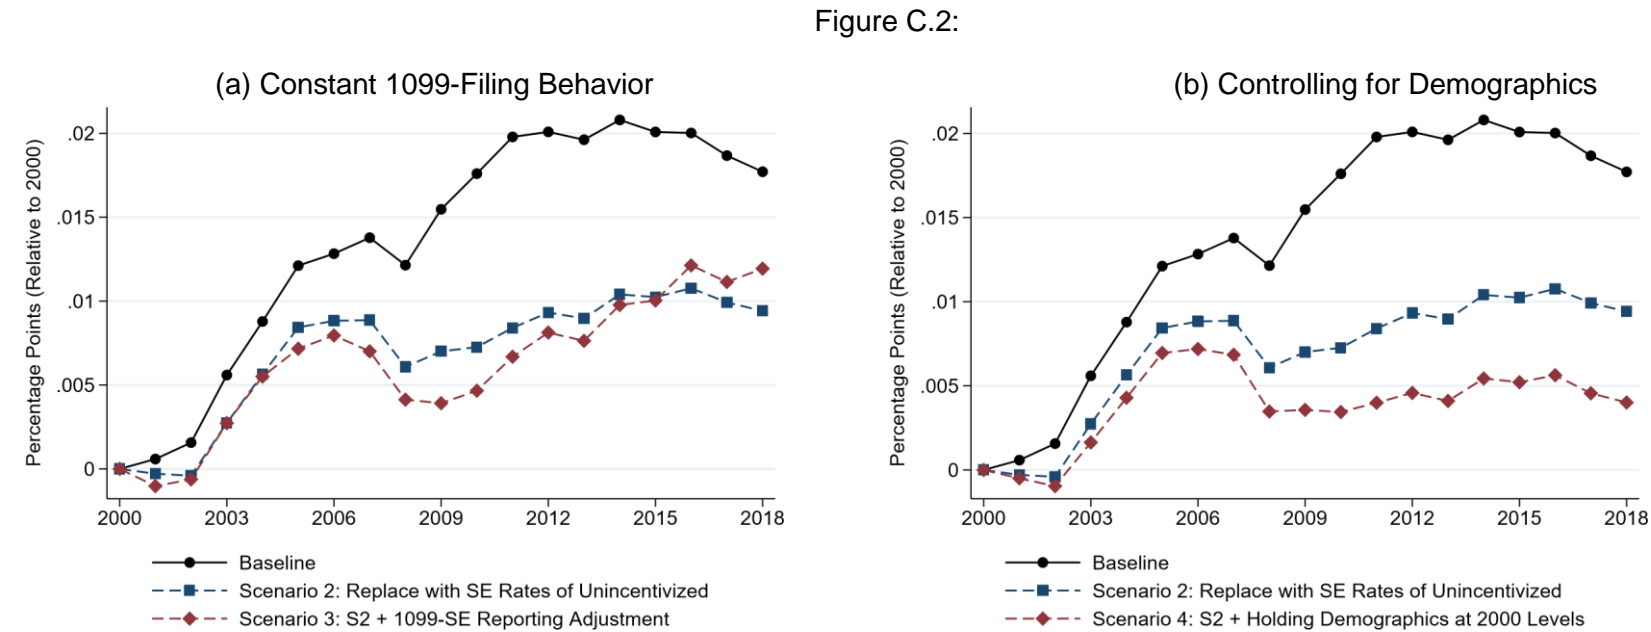 Figure C.2:
(a) Constant 1099-Filing Behavior
Percentage Points (Relative to 2000)
.02
.015
.01
.005
0
2000 2003 2006 2009 2012 2015 2018
Baseline
Scenario 2: Replace with SE Rates of Unincentivized
Scenario 3: S2 + 1099-SE Reporting Adjustment
(b) Controlling for Demographics
Percentage Points (Relative to 2000)
.02
.015
.01
.005
0
2000 2003 2006 2009 2012 2015 2018
Baseline
Scenario 2: Replace with SE Rates of Unincentivized
Scenario 4: S2 + Holding Demographics at 2000 Levels